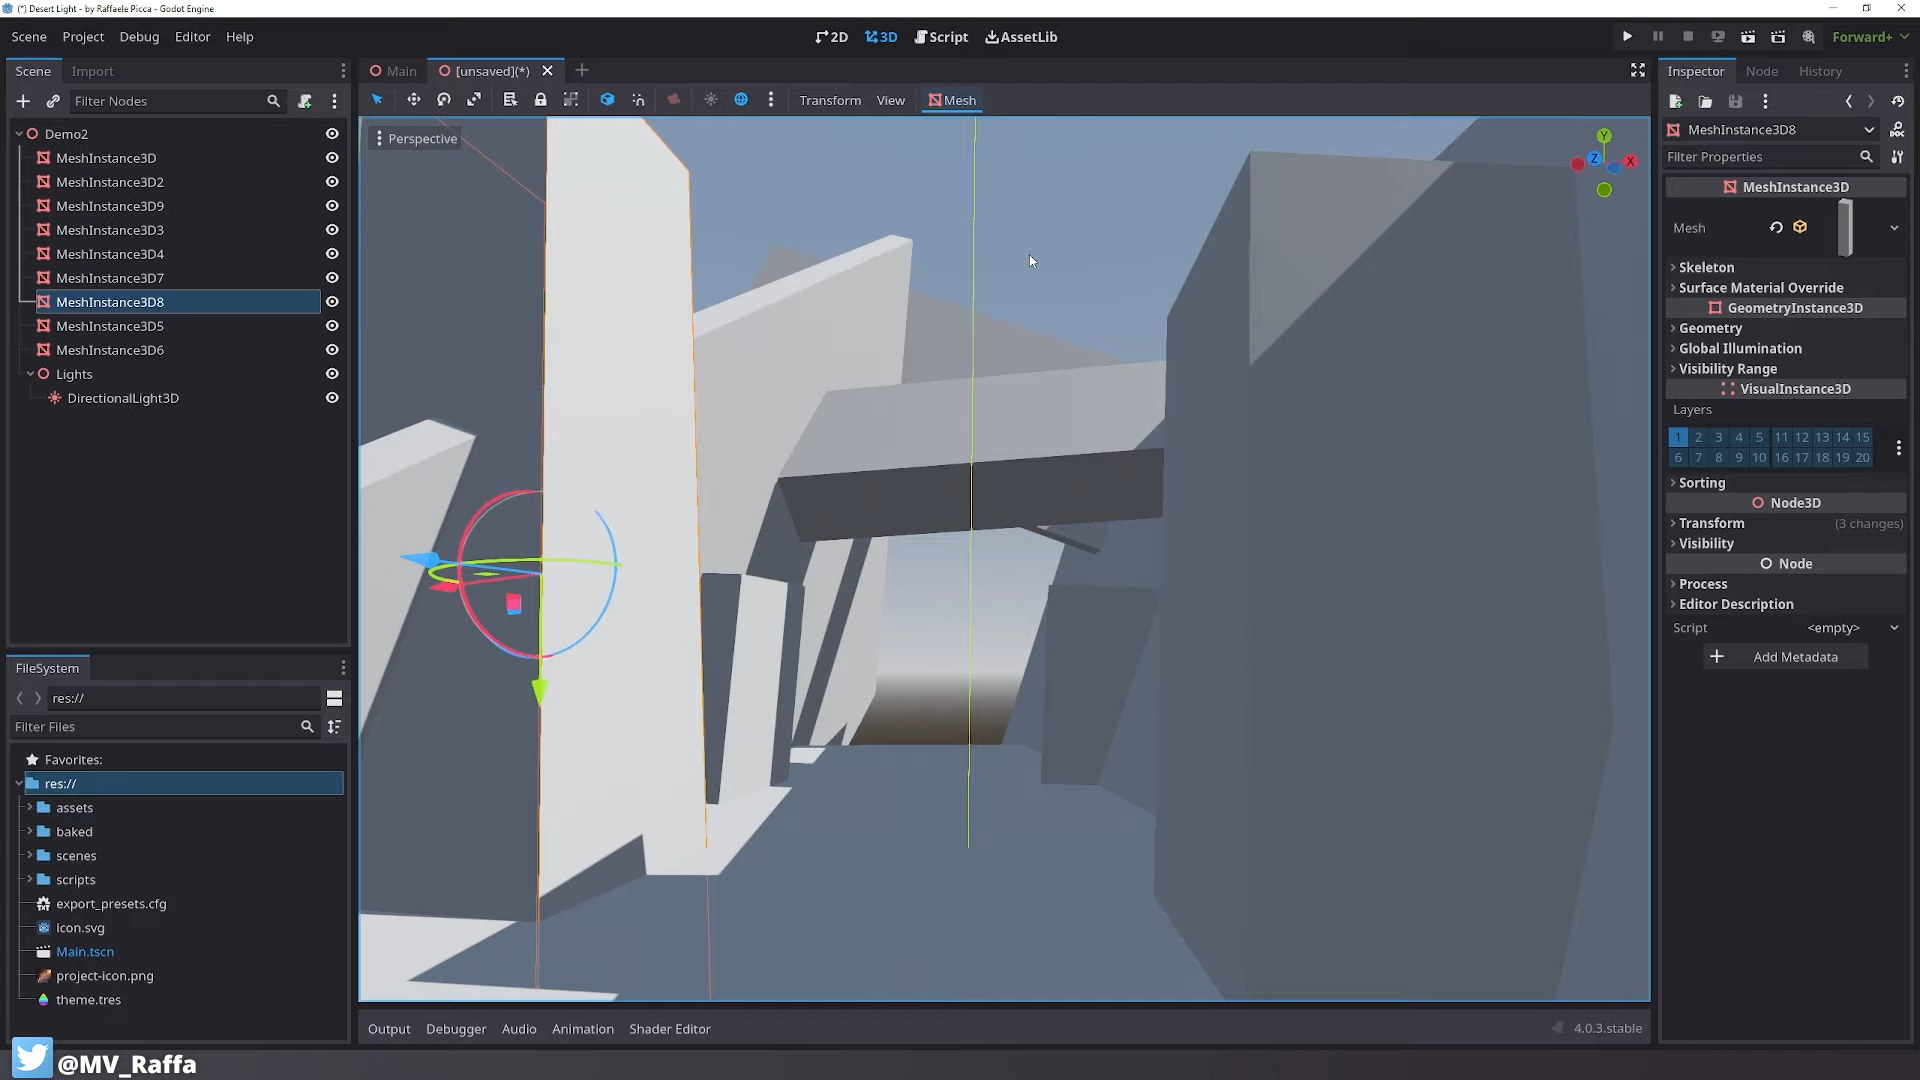 (*) Desert Light - by Raffaele Picca - Godot Engine
Scene Project Debug Editor Help
2D 3D Script AssetLib
Forward+
Scene Import
Filter Nodes
Demo2
MeshInstance3D
MeshInstance3D2
MeshInstance3D9
MeshInstance3D3
MeshInstance3D4
MeshInstance3D7
MeshInstance3D8
MeshInstance3D5
MeshInstance3D6
Lights
DirectionalLight3D
FileSystem
res://
Filter Files
Favorites:
res://
assets
baked
scenes
scripts
export_presets.cfg
icon.svg
Main.tscn
project-icon.png
theme.tres
@MV_Raffa
Main [unsaved](*)
Transform View Mesh
Perspective
Y
Z X
Output Debugger Audio Animation Shader Editor
4.0.3.stable
Inspector Node History
MeshInstance3D8
Filter Properties
MeshInstance3D
Mesh
Skeleton
Surface Material Override
GeometryInstance3D
Geometry
Global Illumination
Visibility Range
VisualInstance3D
Layers
1 2 3 4 5 11 12 13 14 15
6 7 8 9 10 16 17 18 19 20
Sorting
Node3D
Transform (3 changes)
Visibility
Node
Process
Editor Description
Script <empty>
Add Metadata